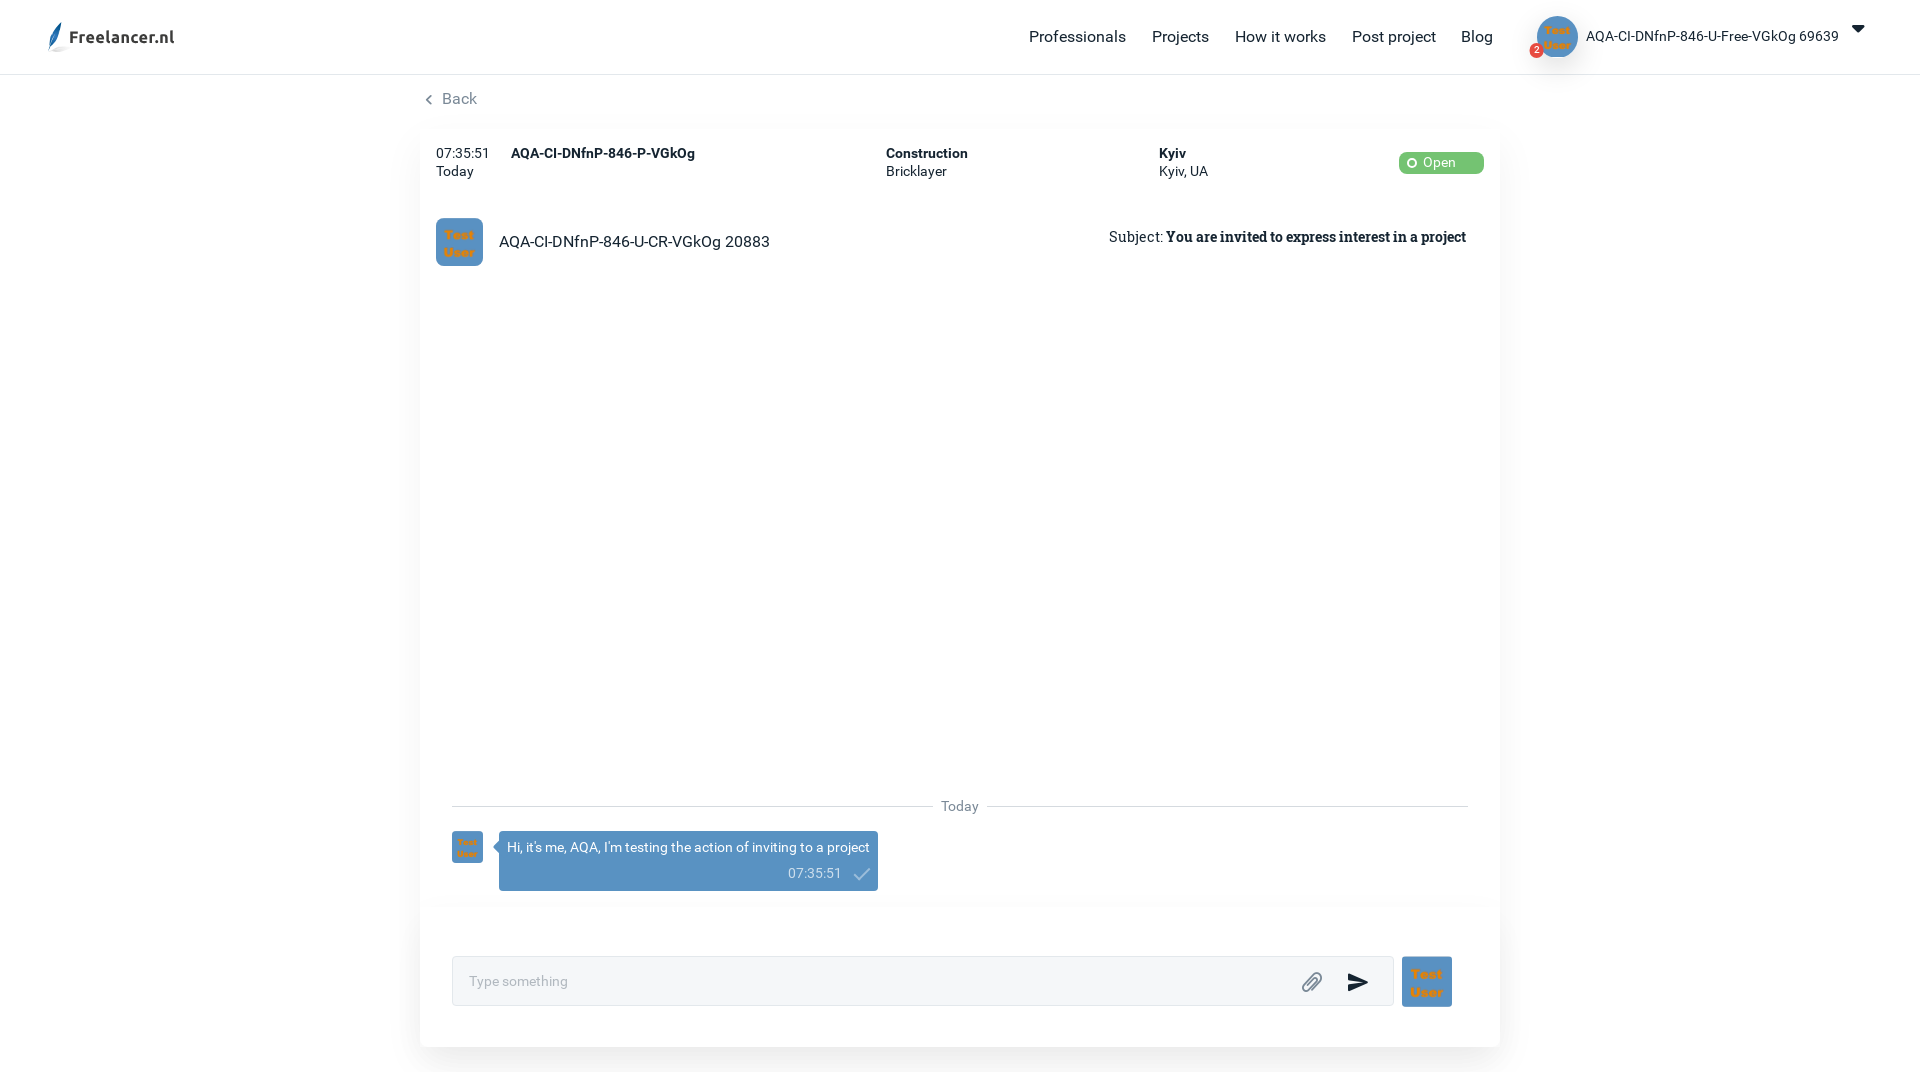 Freelancer.nl
Professionals
Projects
How it works
Post project
Blog
Test
User
2
AQA-CI-DNfnP-846-U-Free-VGkOg 69639
Back
07:35:51
Today
AQA-CI-DNfnP-846-P-VGkOg
Construction
Bricklayer
Kyiv
Kyiv, UA
Open
Test
User
AQA-CI-DNfnP-846-U-CR-VGkOg 20883
Subject: You are invited to express interest in a project
Today
Test
User
Hi, it's me, AQA, I'm testing the action of inviting to a project
07:35:51
Type something
Test
User